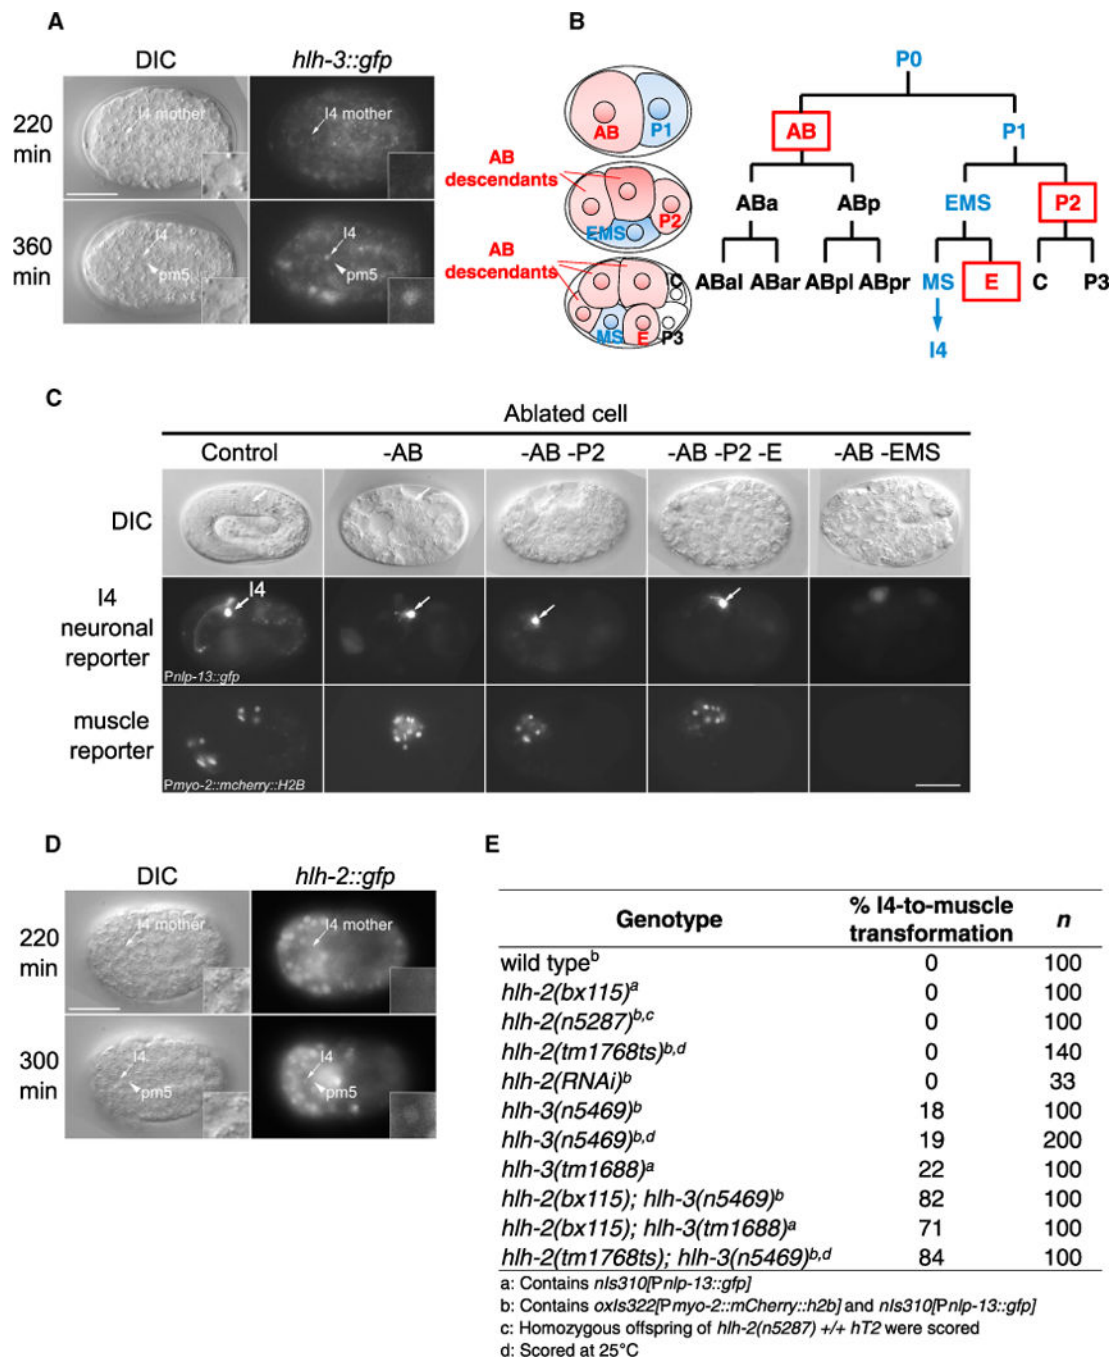 A
DIC
hlh-3::gfp
220
min
I4 mother
I4 mother
360
min
I4
pm5
I4
pm5
B
AB
P1
AB
descendants
P2
EMS
AB
descendants
C
MS
E
P3
P0
AB
P1
ABa
ABp
EMS
P2
ABal ABar ABpl ABpr MS E C P3
I4
C
Ablated cell
Control -AB -AB -P2 -AB -P2 -E -AB -EMS
DIC
I4
neuronal
reporter
I4
Pnlp-13::gfp
muscle
reporter
Pmyo-2::mcherry::H2B
D
DIC
hlh-2::gfp
220
min
I4 mother
I4 mother
300
min
I4
pm5
I4
pm5
E
Genotype % I4-to-muscle transformation n
wild type^b 0 100
hlh-2(bx115)^a 0 100
hlh-2(n5287)^b,c 0 100
hlh-2(tm1768ts)^b,d 0 140
hlh-2(RNAi)^b 0 33
hlh-3(n5469)^b 18 100
hlh-3(n5469)^b,d 19 200
hlh-3(tm1688)^a 22 100
hlh-2(bx115); hlh-3(n5469)^b 82 100
hlh-2(bx115); hlh-3(tm1688)^a 71 100
hlh-2(tm1768ts); hlh-3(n5469)^b,d 84 100
a: Contains nIs310[Pnlp-13::gfp]
b: Contains oxIs322[Pmyo-2::mCherry::h2b] and nIs310[Pnlp-13::gfp]
c: Homozygous offspring of hlh-2(n5287) +/+ hT2 were scored
d: Scored at 25°C